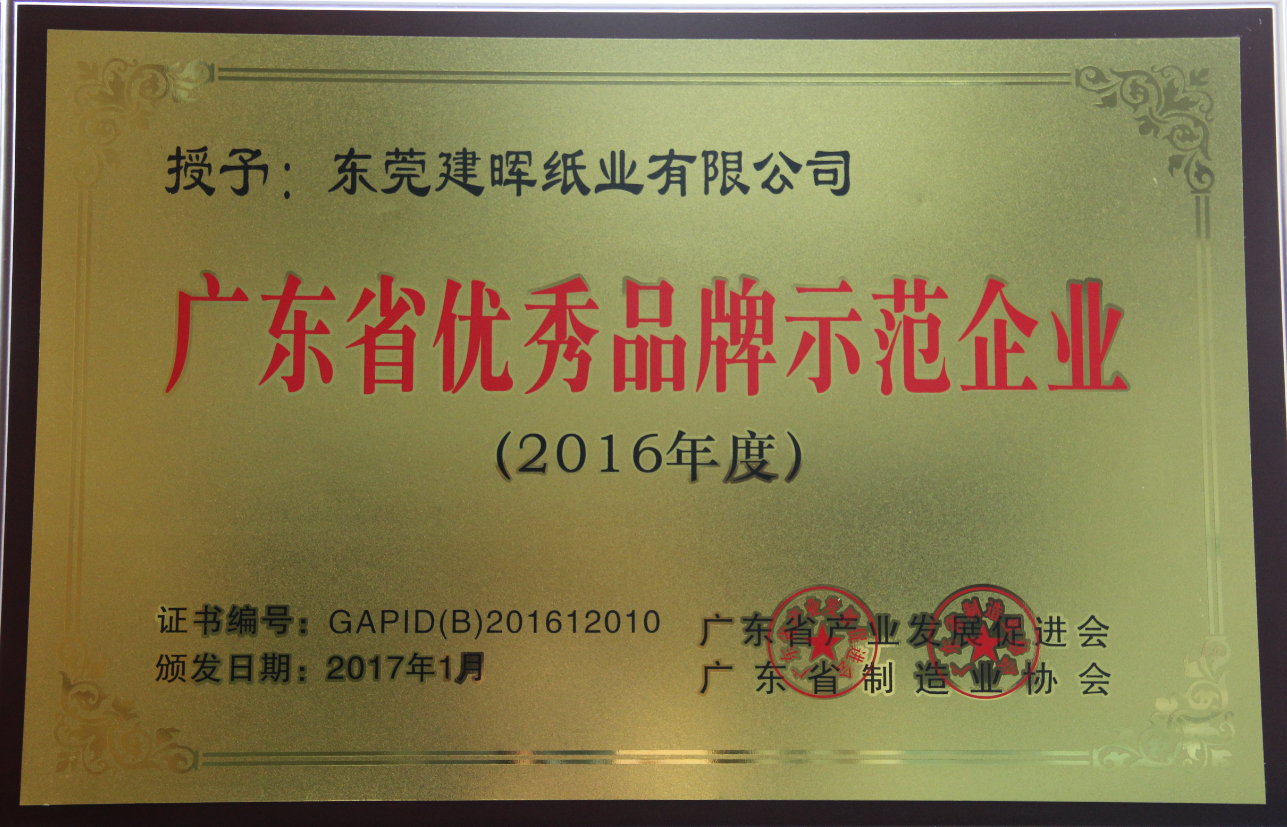 授予：东莞建晖纸业有限公司
广东省优秀品牌示范企业
(2016年度)
证书编号：GAPID(B)201612010
颁发日期：2017年1月
广东省产业发展促进会
广东省制造业协会